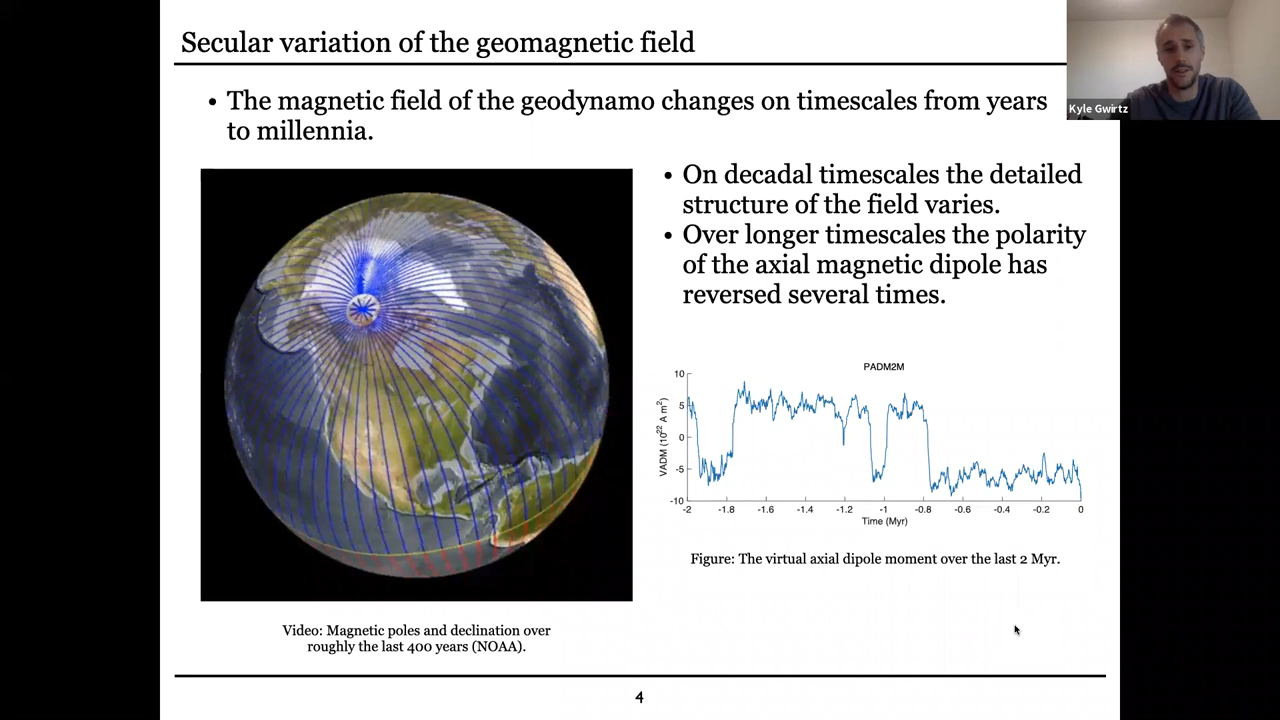 Secular variation of the geomagnetic field
Kyle Gwirtz
• The magnetic field of the geodynamo changes on timescales from years
to millennia.
• On decadal timescales the detailed
structure of the field varies.
• Over longer timescales the polarity
of the axial magnetic dipole has
reversed several times.
PADM2M
VADM (10^22 A m^2)
10
5
0
-5
-10
-2 -1.8 -1.6 -1.4 -1.2 -1 -0.8 -0.6 -0.4 -0.2 0
Time (Myr)
Figure: The virtual axial dipole moment over the last 2 Myr.
Video: Magnetic poles and declination over
roughly the last 400 years (NOAA).
4